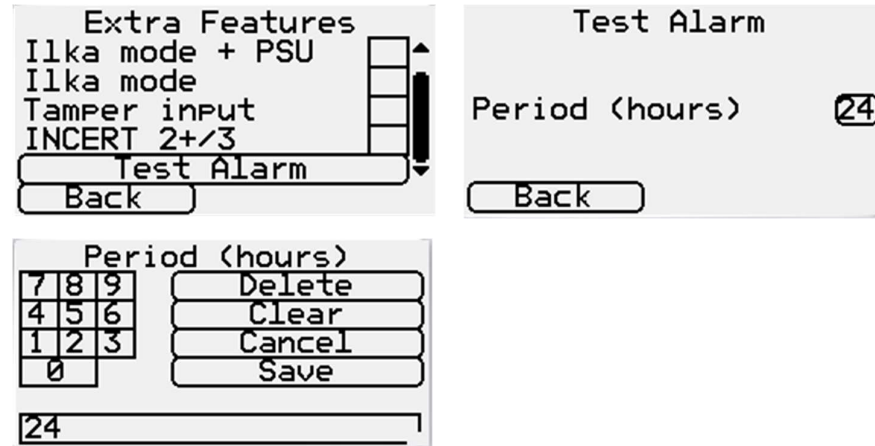 Extra Features
Ilka mode + PSU
Ilka mode
Tamper input
INCERT 2+/3
Test Alarm
Back
Test Alarm
Period (hours) 24
Back
Period (hours)
7 8 9 Delete
4 5 6 Clear
1 2 3 Cancel
0 Save
24